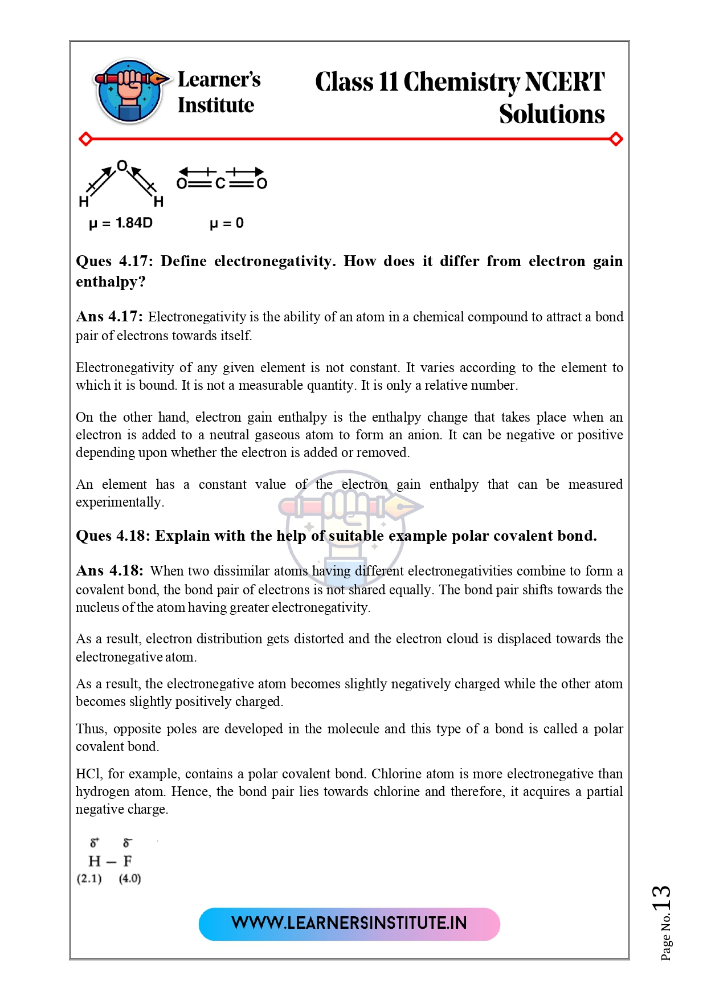 Learner's
Institute
Class 11 Chemistry NCERT
Solutions
O
H H
O C O
μ = 1.84D μ = 0
Ques 4.17: Define electronegativity. How does it differ from electron gain
enthalpy?
Ans 4.17: Electronegativity is the ability of an atom in a chemical compound to attract a bond
pair of electrons towards itself.
Electronegativity of any given element is not constant. It varies according to the element to
which it is bound. It is not a measurable quantity. It is only a relative number.
On the other hand, electron gain enthalpy is the enthalpy change that takes place when an
electron is added to a neutral gaseous atom to form an anion. It can be negative or positive
depending upon whether the electron is added or removed.
An element has a constant value of the electron gain enthalpy that can be measured
experimentally.
Ques 4.18: Explain with the help of suitable example polar covalent bond.
Ans 4.18: When two dissimilar atoms having different electronegativities combine to form a
covalent bond, the bond pair of electrons is not shared equally. The bond pair shifts towards the
nucleus of the atom having greater electronegativity.
As a result, electron distribution gets distorted and the electron cloud is displaced towards the
electronegative atom.
As a result, the electronegative atom becomes slightly negatively charged while the other atom
becomes slightly positively charged.
Thus, opposite poles are developed in the molecule and this type of a bond is called a polar
covalent bond.
HCl, for example, contains a polar covalent bond. Chlorine atom is more electronegative than
hydrogen atom. Hence, the bond pair lies towards chlorine and therefore, it acquires a partial
negative charge.
δ⁺ δ⁻
H – F
(2.1) (4.0)
WWW.LEARNERSINSTITUTE.IN
Page No.13